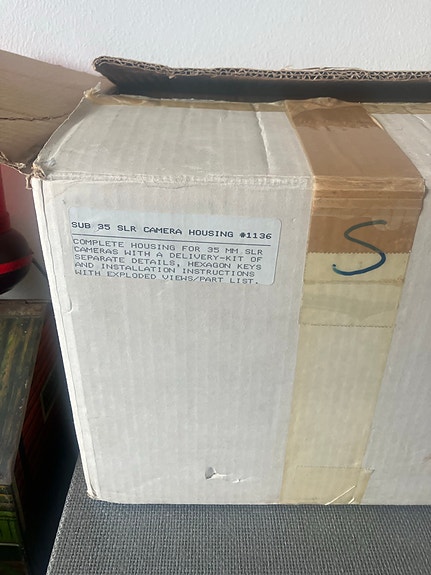 SUB 35 SLR CAMERA HOUSING #1136
COMPLETE HOUSING FOR 35 MM SLR
CAMERAS WITH A DELIVERY-KIT OF
SEPARATE DETAILS, HEXAGON KEYS
AND INSTALLATION INSTRUCTIONS
WITH EXPLODED VIEWS/PART LIST.
S